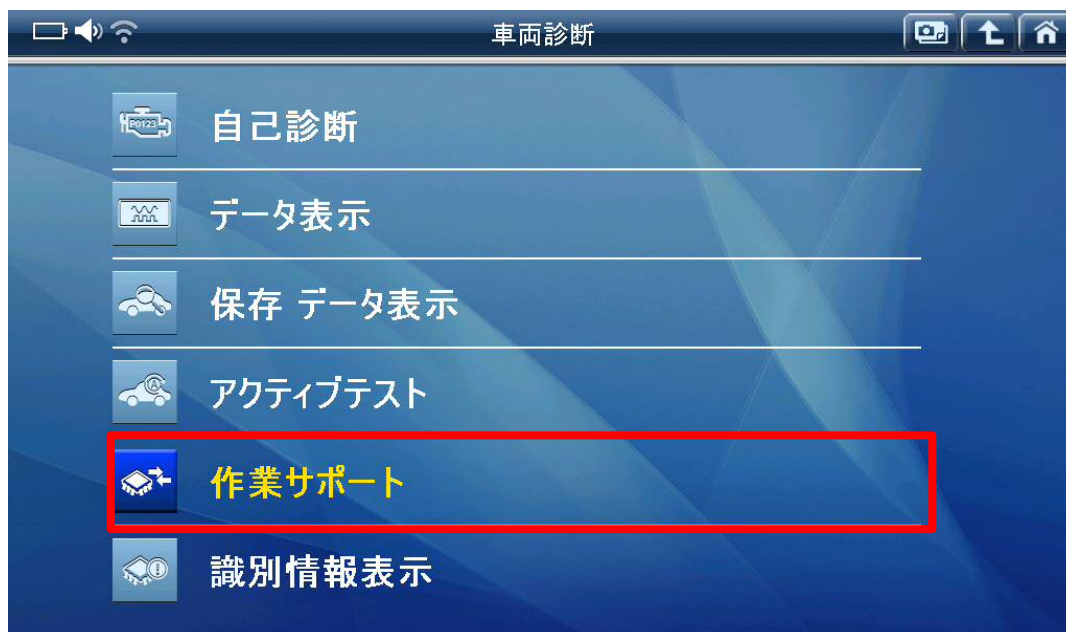 車両診断
P0123
自己診断
データ表示
保存 データ表示
アクティブテスト
作業サポート
識別情報表示